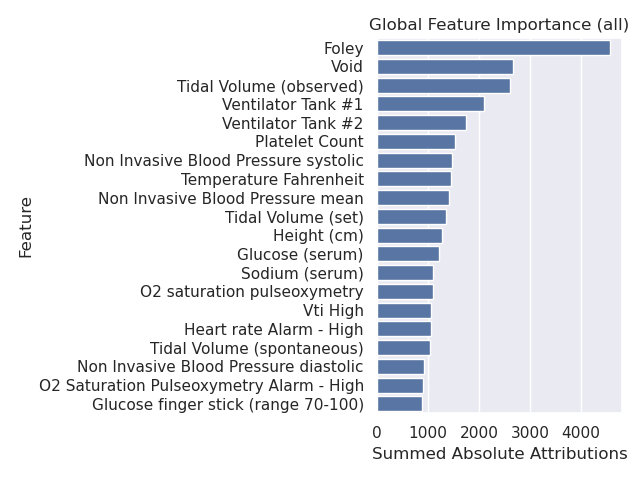 Global Feature Importance (all)
Foley
Void
Tidal Volume (observed)
Ventilator Tank #1
Ventilator Tank #2
Platelet Count
Non Invasive Blood Pressure systolic
Temperature Fahrenheit
Non Invasive Blood Pressure mean
Tidal Volume (set)
Height (cm)
Glucose (serum)
Sodium (serum)
O2 saturation pulseoxymetry
Vti High
Heart rate Alarm - High
Tidal Volume (spontaneous)
Non Invasive Blood Pressure diastolic
O2 Saturation Pulseoxymetry Alarm - High
Glucose finger stick (range 70-100)
Feature
0 1000 2000 3000 4000
Summed Absolute Attributions